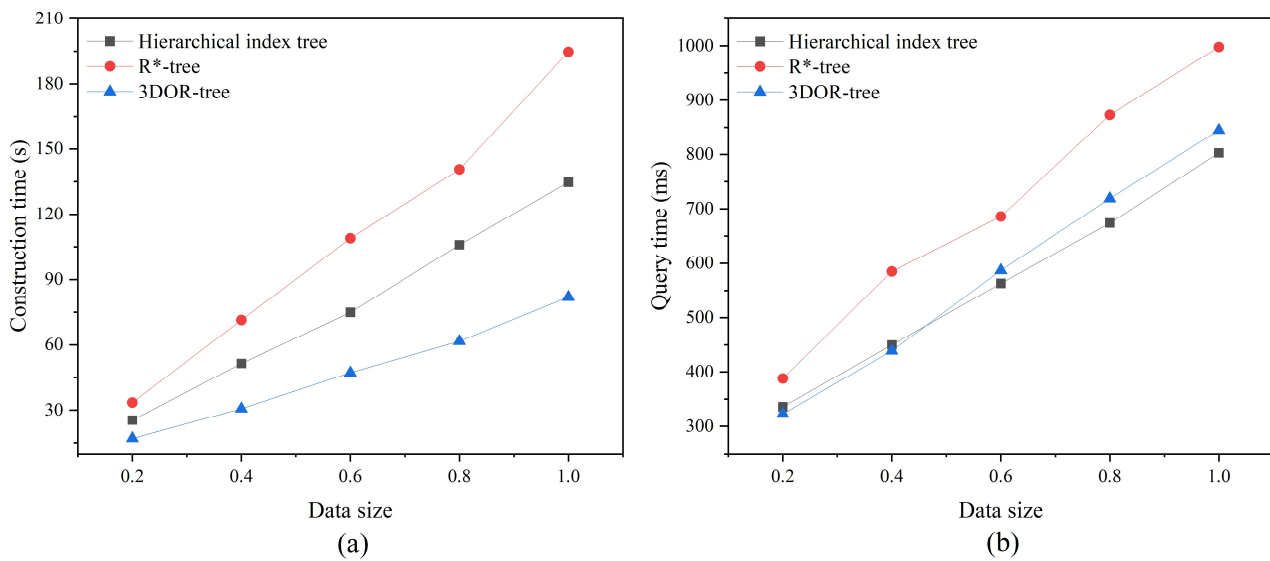 210
180
150
120
90
60
30
Construction time (s)
Hierarchical index tree
R*-tree
3DOR-tree
0.2 0.4 0.6 0.8 1.0
Data size
(a)
1000
900
800
700
600
500
400
300
Query time (ms)
Hierarchical index tree
R*-tree
3DOR-tree
0.2 0.4 0.6 0.8 1.0
Data size
(b)